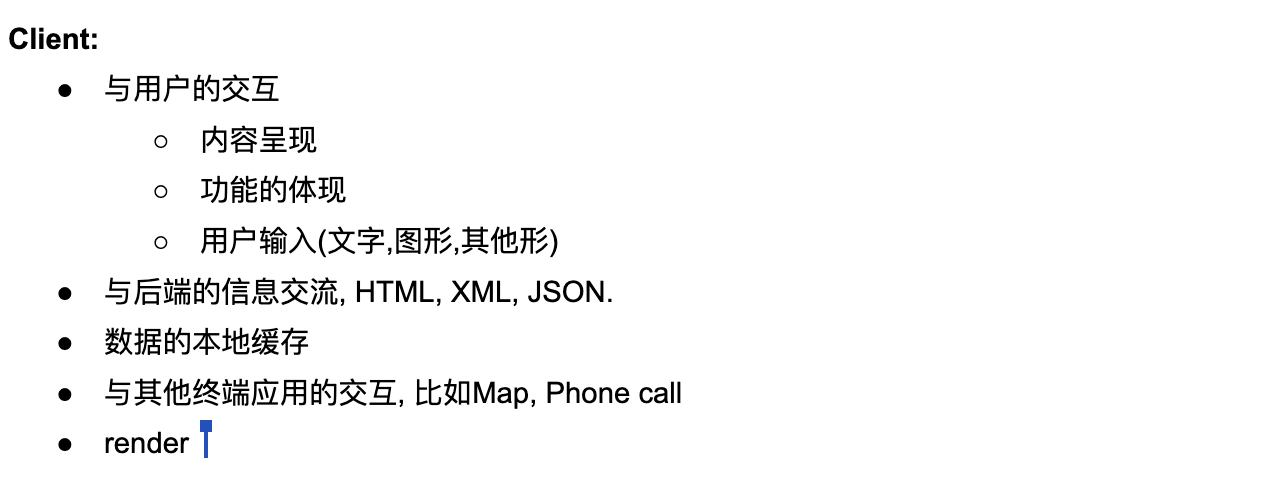 Client:
● 与用户的交互
○ 内容呈现
○ 功能的体现
○ 用户输入(文字,图形,其他形)
● 与后端的信息交流, HTML, XML, JSON.
● 数据的本地缓存
● 与其他终端应用的交互, 比如Map, Phone call
● render